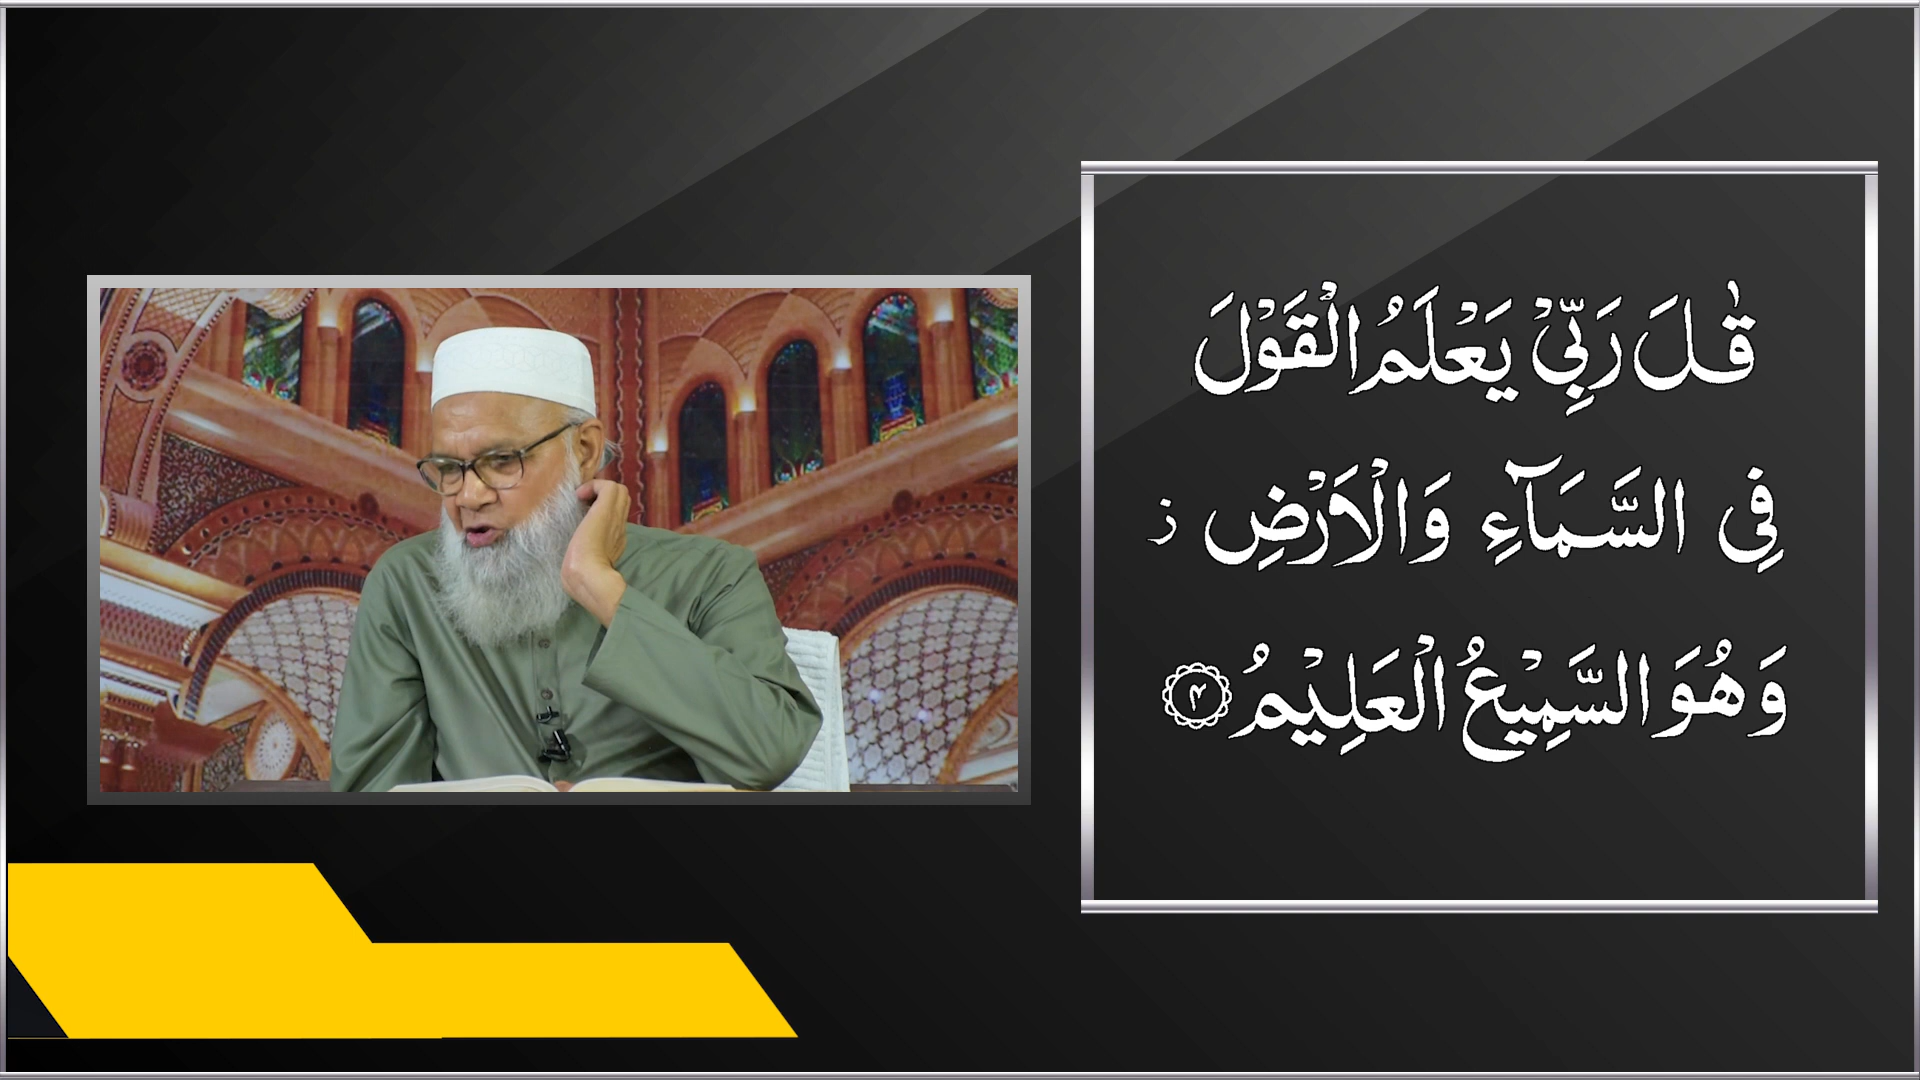 قٰلَ رَبِّيْ يَعْلَمُ الْقَوْلَ
فِي السَّمَآءِ وَالْاَرْضِ ز
وَهُوَ السَّمِيْعُ الْعَلِيْمُ ۴